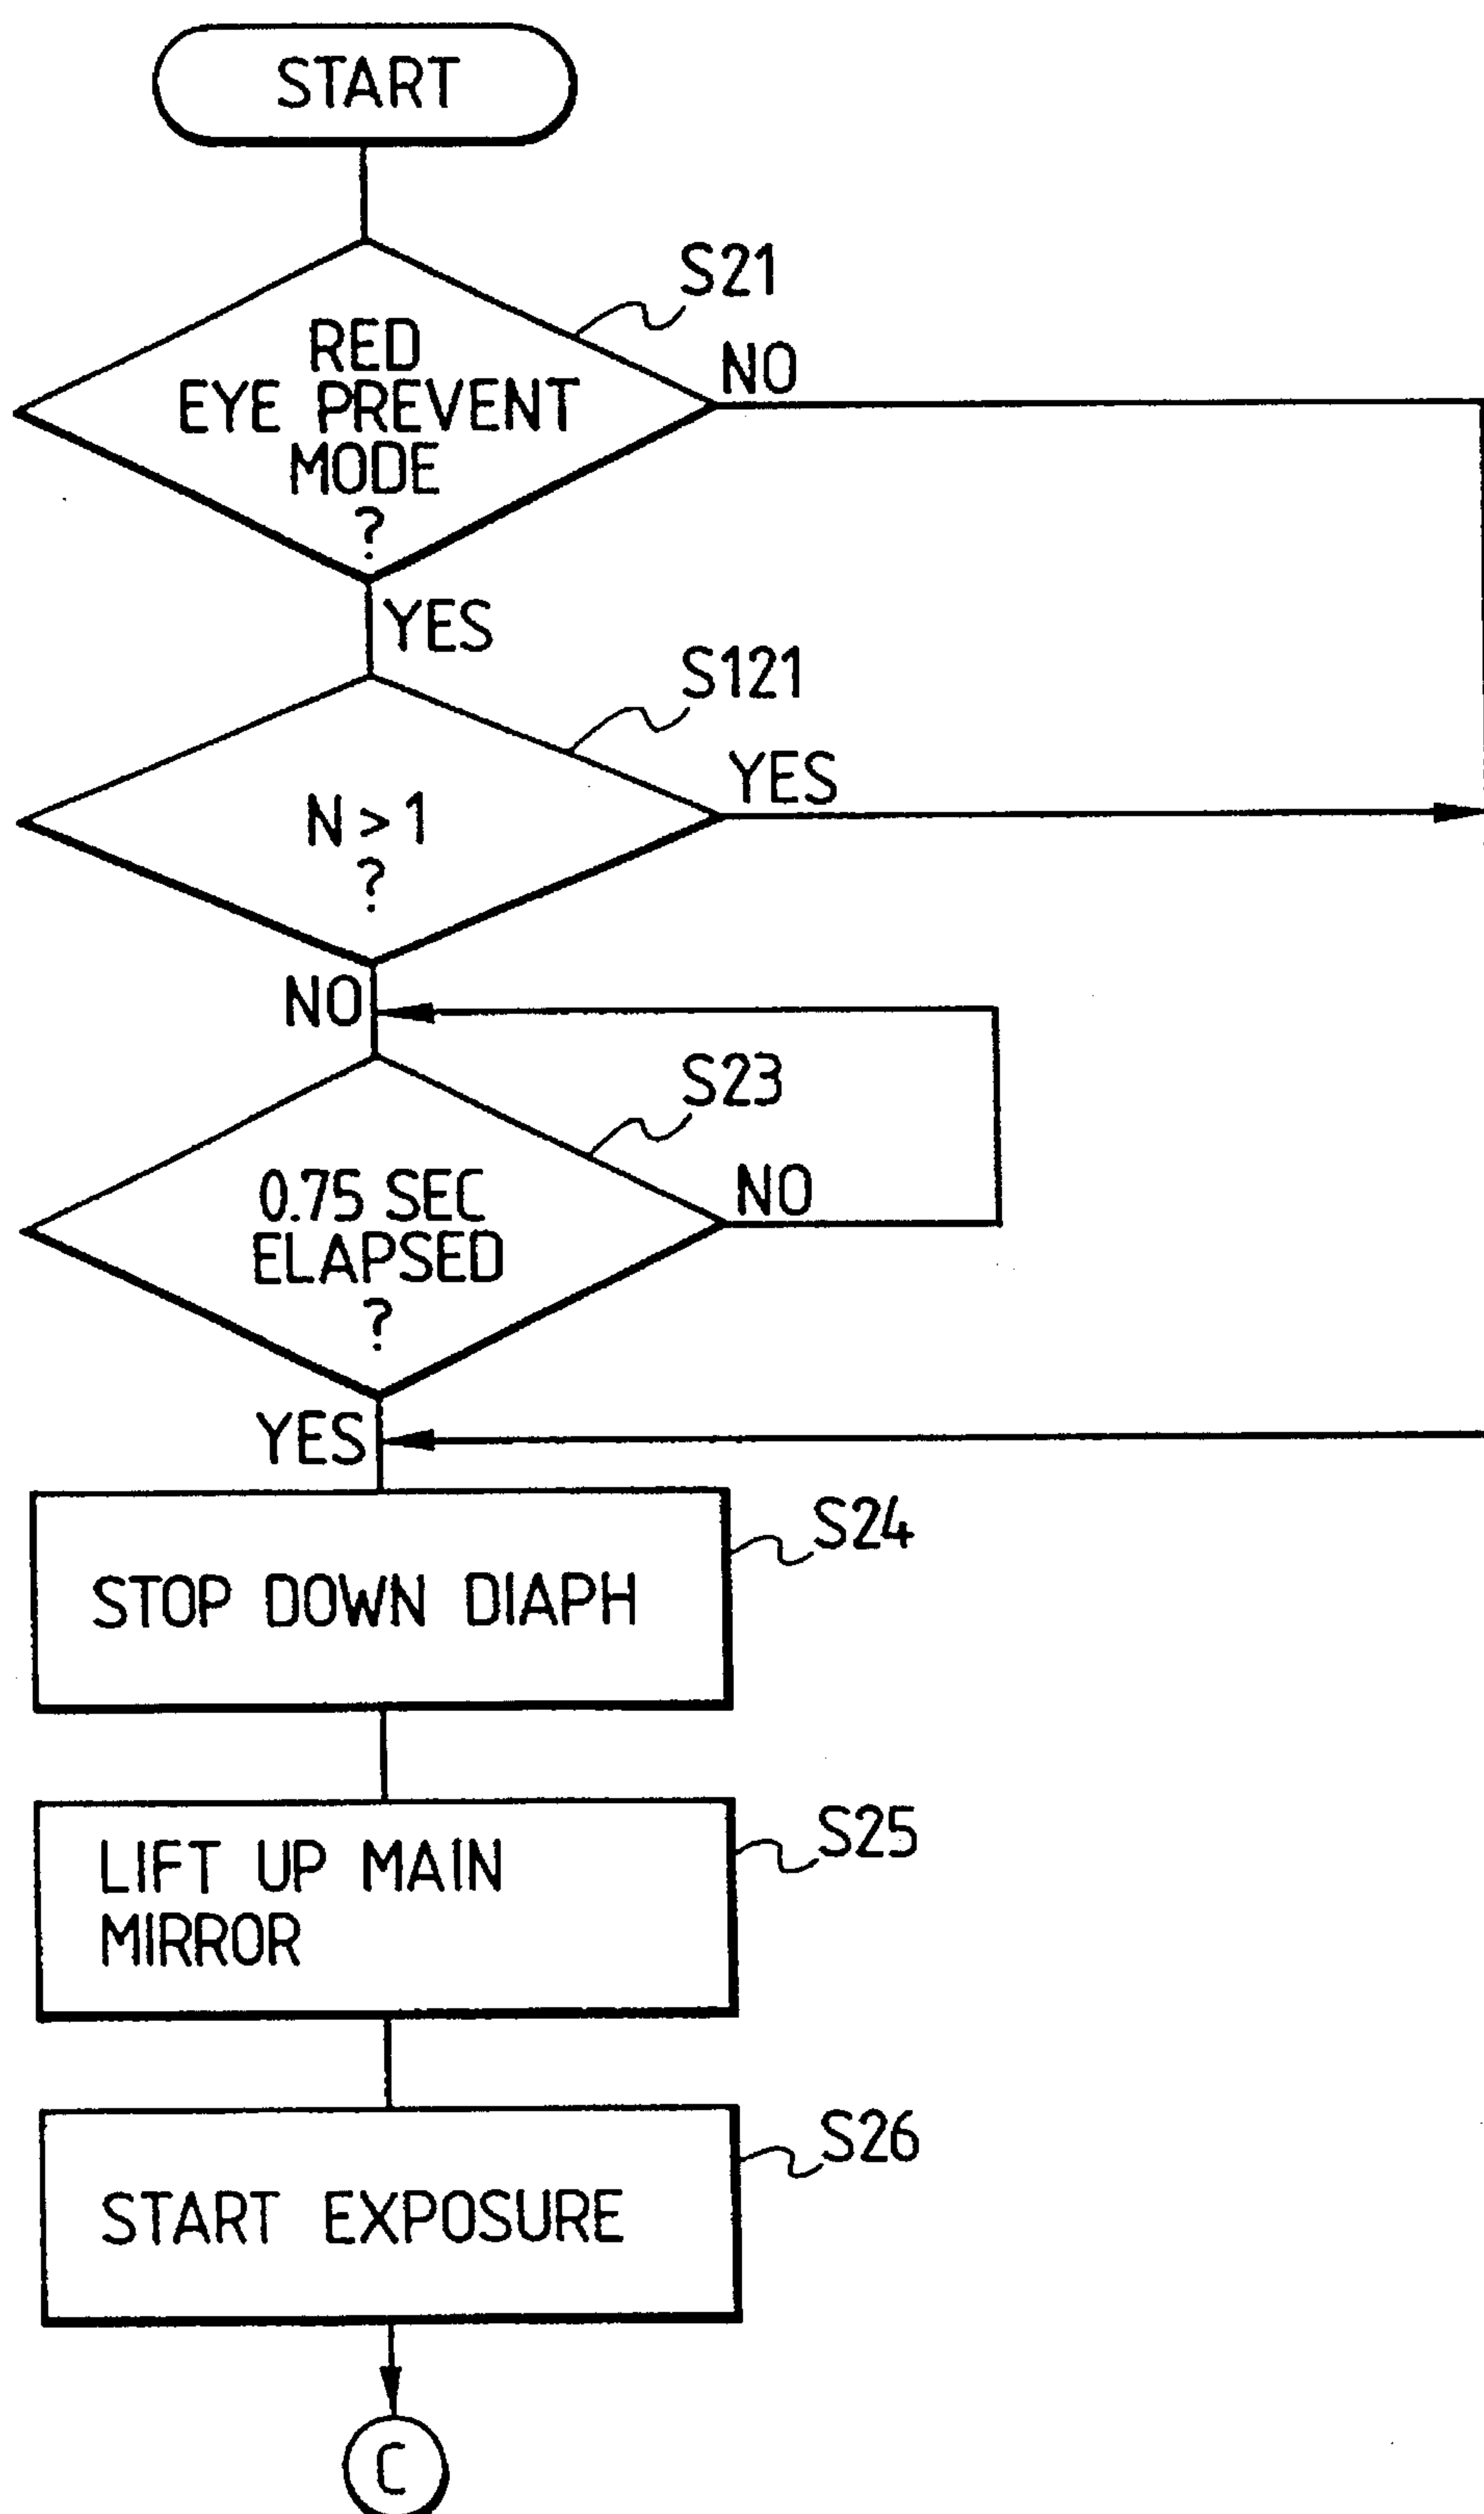 START
S21
RED
EYE PREVENT
MODE
?
NO
YES
S121
N > 1
?
YES
NO
S23
0.75 SEC
ELAPSED
?
NO
YES
S24
STOP DOWN DIAPH
S25
LIFT UP MAIN
MIRROR
S26
START EXPOSURE
C